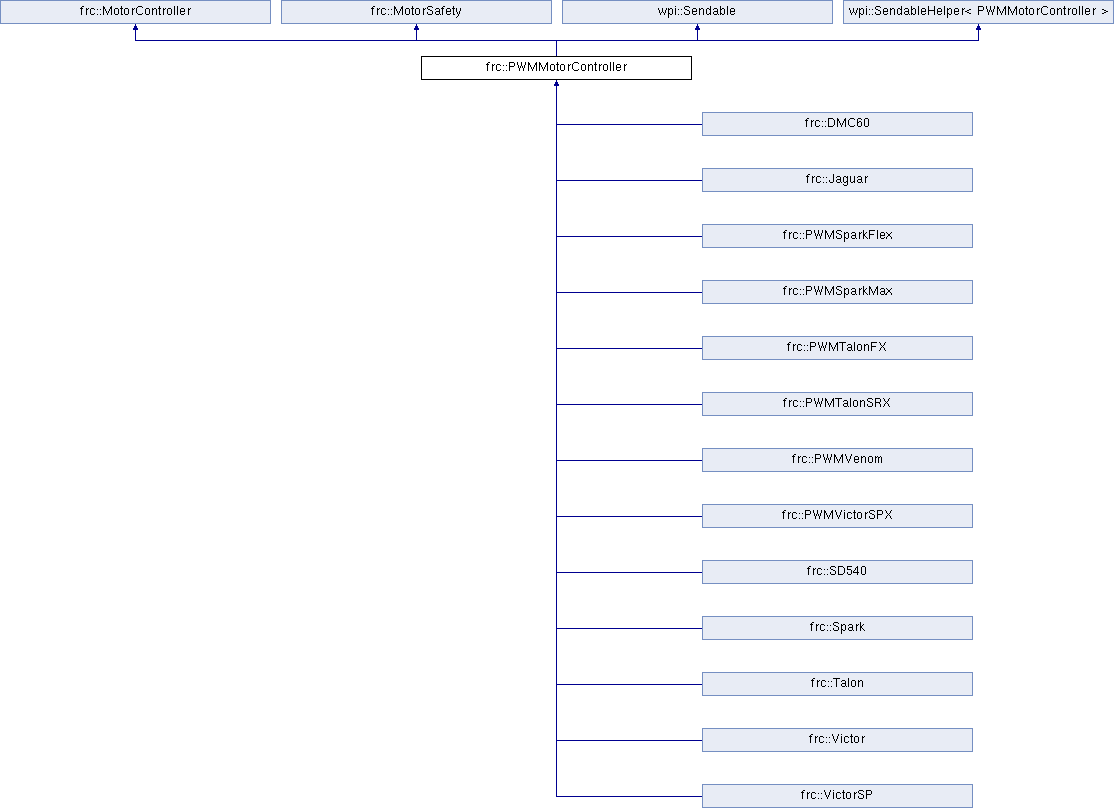 frc::MotorController
frc::MotorSafety
wpi::Sendable
wpi::SendableHelper< PWMMotorController >
frc::PWMMotorController
frc::DMC60
frc::Jaguar
frc::PWMSparkFlex
frc::PWMSparkMax
frc::PWMTalonFX
frc::PWMTalonSRX
frc::PWMVenom
frc::PWMVictorSPX
frc::SD540
frc::Spark
frc::Talon
frc::Victor
frc::VictorSP